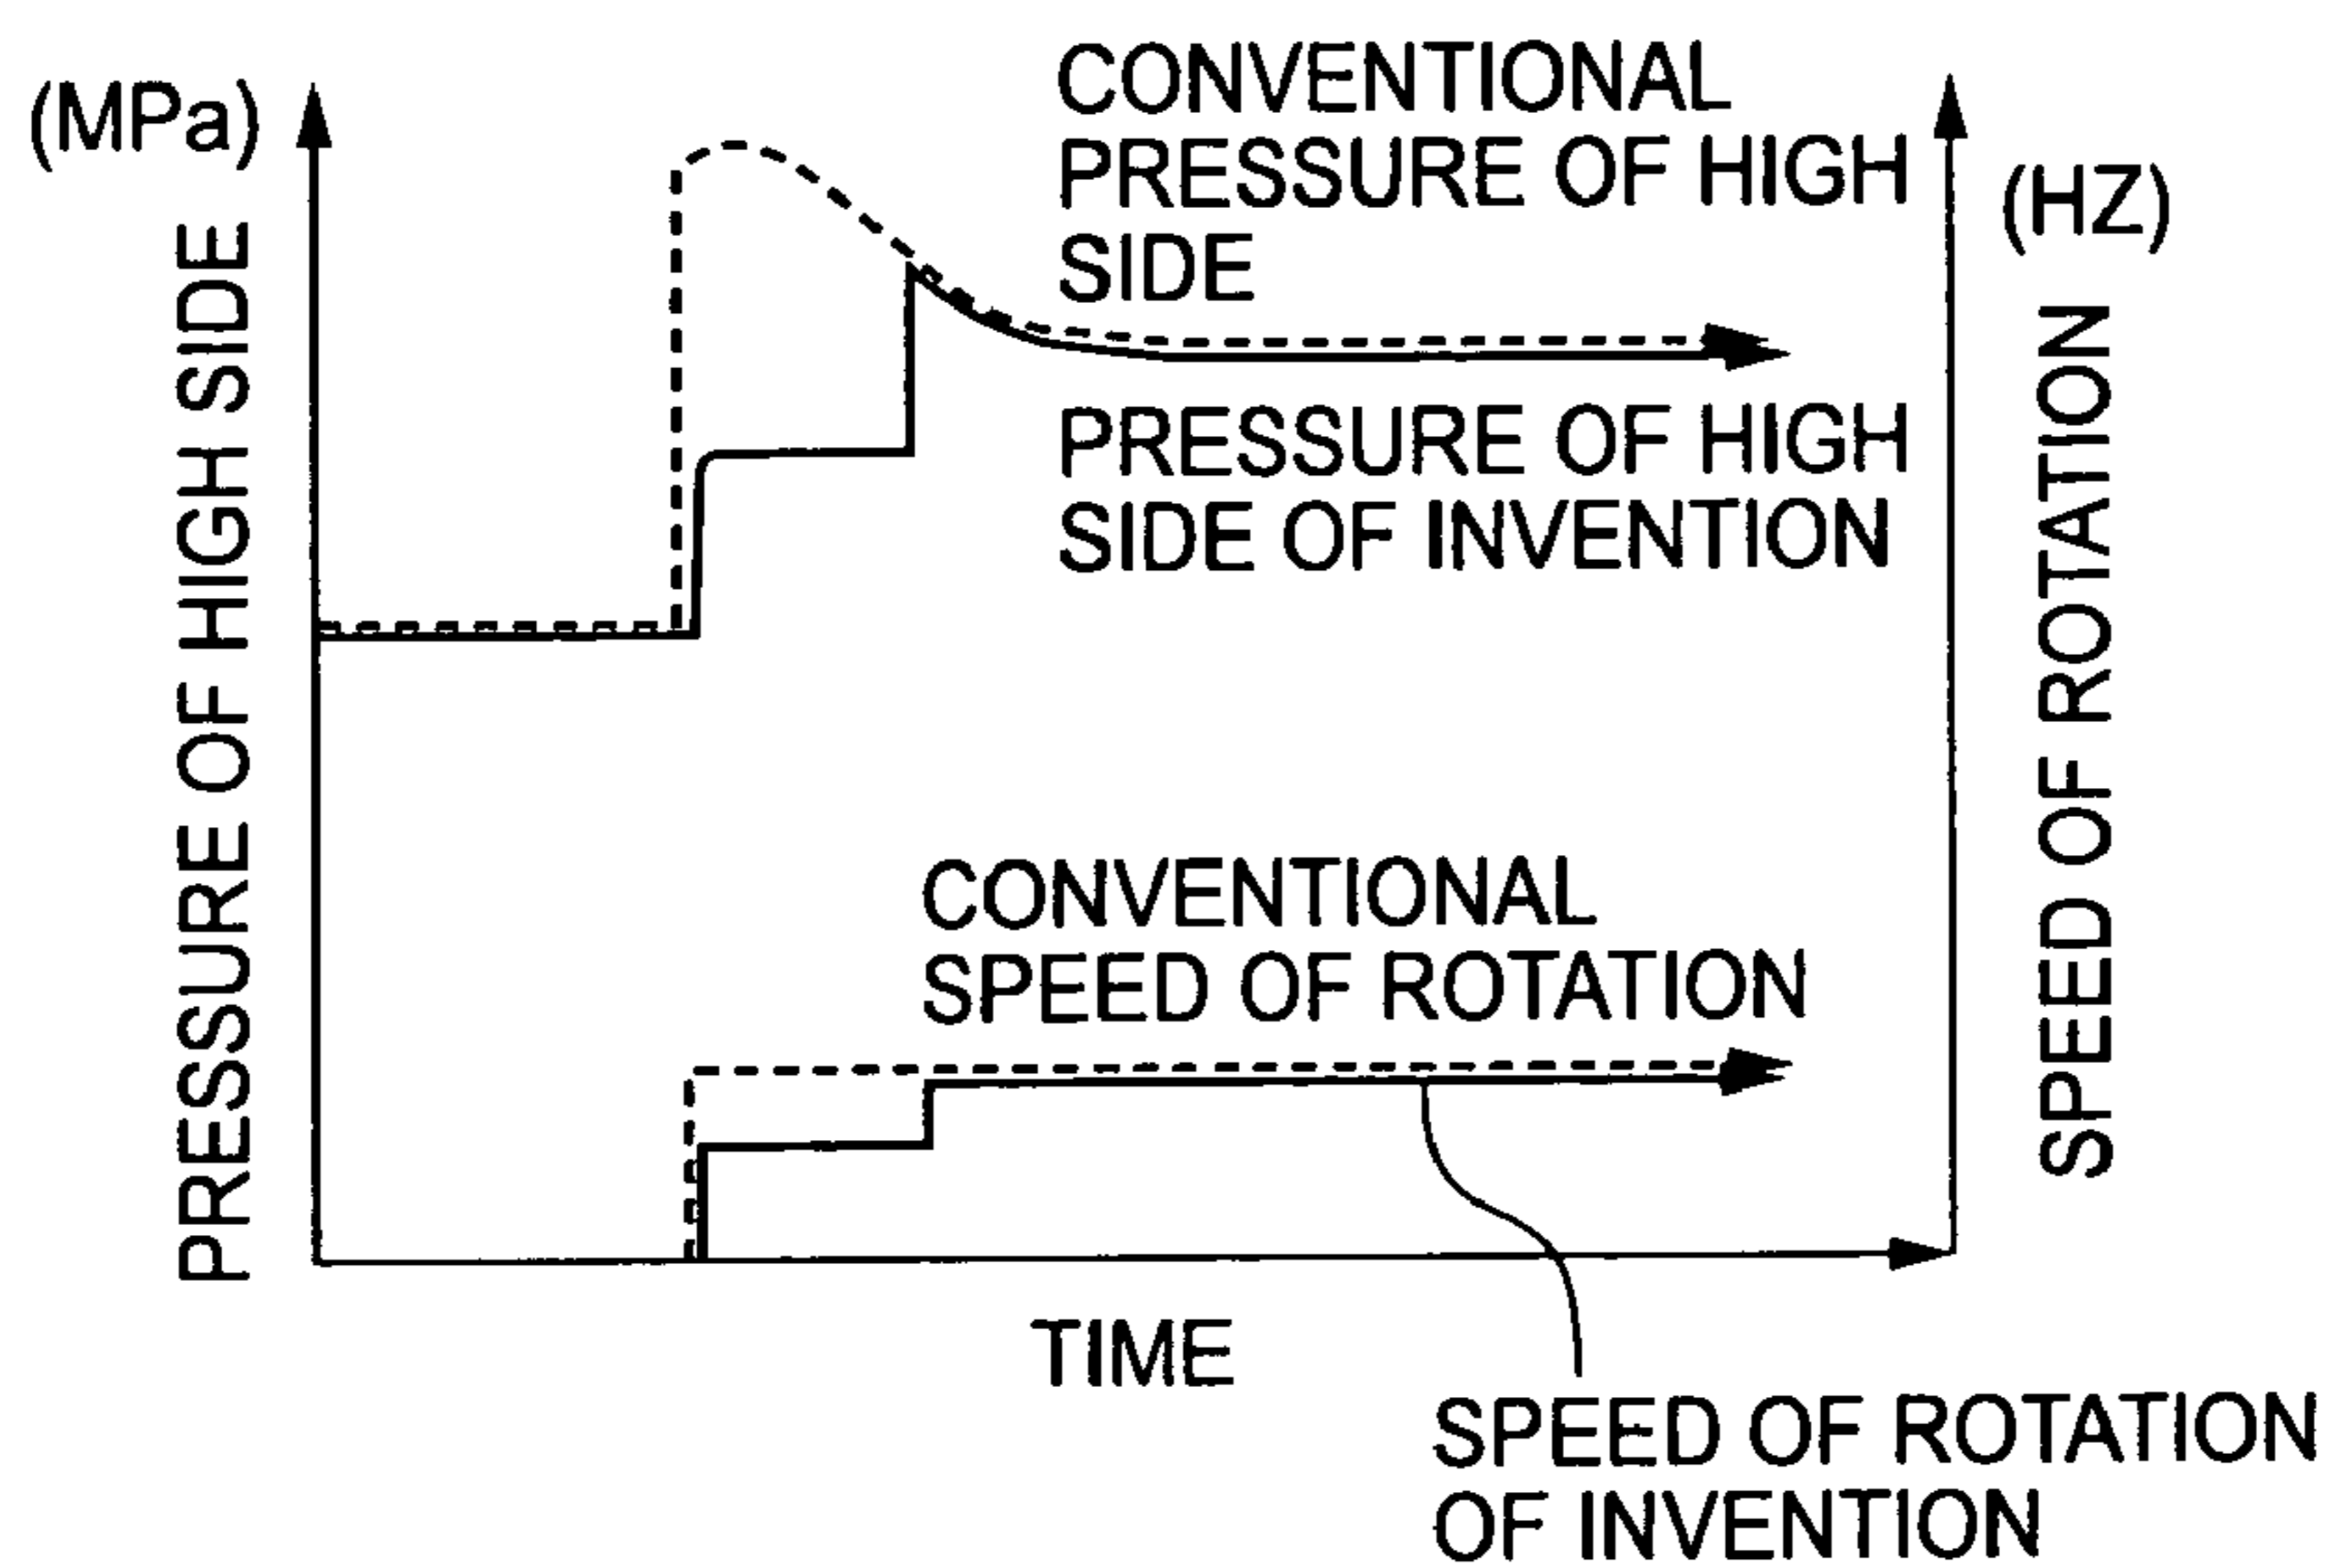 (MPa)
PRESSURE OF HIGH SIDE
CONVENTIONAL
PRESSURE OF HIGH
SIDE
PRESSURE OF HIGH
SIDE OF INVENTION
(HZ)
SPEED OF ROTATION
CONVENTIONAL
SPEED OF ROTATION
TIME
SPEED OF ROTATION
OF INVENTION